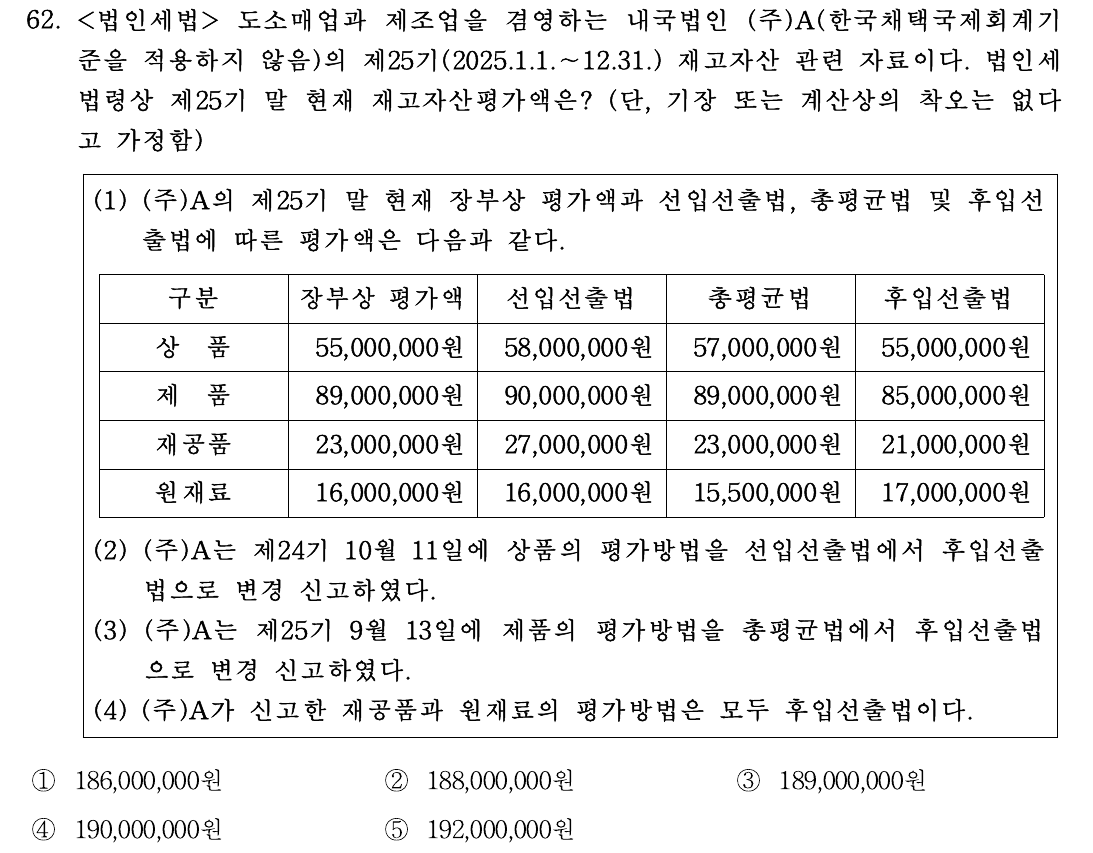 62. <법인세법> 도소매업과 제조업을 겸영하는 내국법인 (주)A(한국채택국제회계기
준을 적용하지 않음)의 제25기(2025.1.1.~12.31.) 재고자산 관련 자료이다. 법인세
법령상 제25기 말 현재 재고자산평가액은? (단, 기장 또는 계산상의 착오는 없다
고 가정함)
(1) (주)A의 제25기 말 현재 장부상 평가액과 선입선출법, 총평균법 및 후입선
출법에 따른 평가액은 다음과 같다.
구분 장부상 평가액 선입선출법 총평균법 후입선출법
상 품 55,000,000원 58,000,000원 57,000,000원 55,000,000원
제 품 89,000,000원 90,000,000원 89,000,000원 85,000,000원
재공품 23,000,000원 27,000,000원 23,000,000원 21,000,000원
원재료 16,000,000원 16,000,000원 15,500,000원 17,000,000원
(2) (주)A는 제24기 10월 11일에 상품의 평가방법을 선입선출법에서 후입선출
법으로 변경 신고하였다.
(3) (주)A는 제25기 9월 13일에 제품의 평가방법을 총평균법에서 후입선출법
으로 변경 신고하였다.
(4) (주)A가 신고한 재공품과 원재료의 평가방법은 모두 후입선출법이다.
① 186,000,000원 ② 188,000,000원 ③ 189,000,000원
④ 190,000,000원 ⑤ 192,000,000원